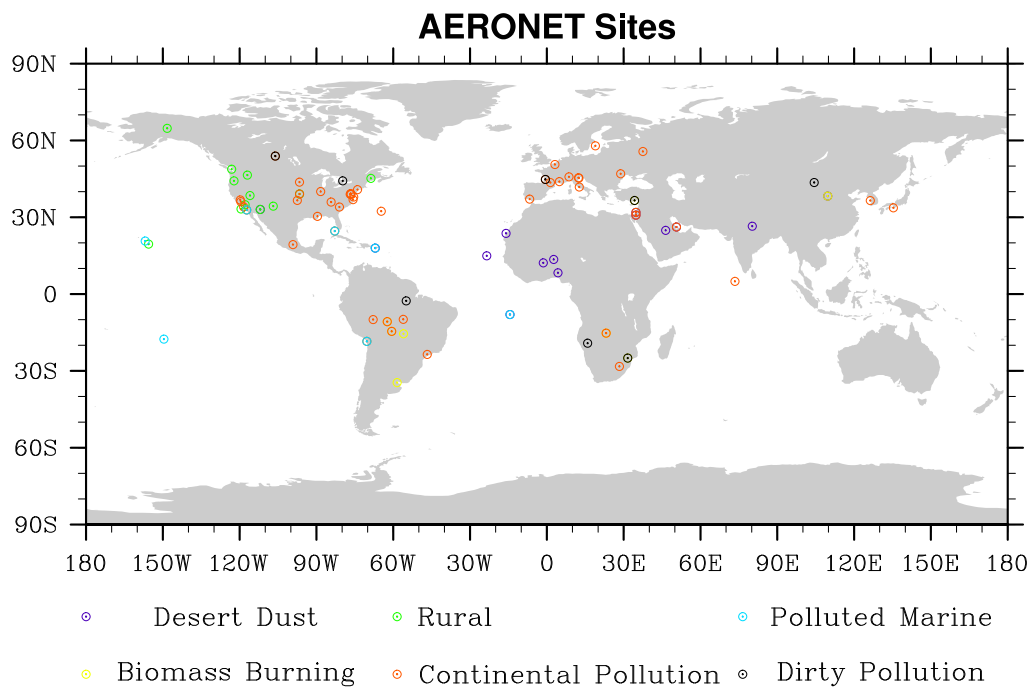 AERONET Sites
90N
60N
30N
0
30S
60S
90S
180 150W 120W 90W 60W 30W 0 30E 60E 90E 120E 150E 180
Desert Dust Rural Polluted Marine
Biomass Burning Continental Pollution Dirty Pollution